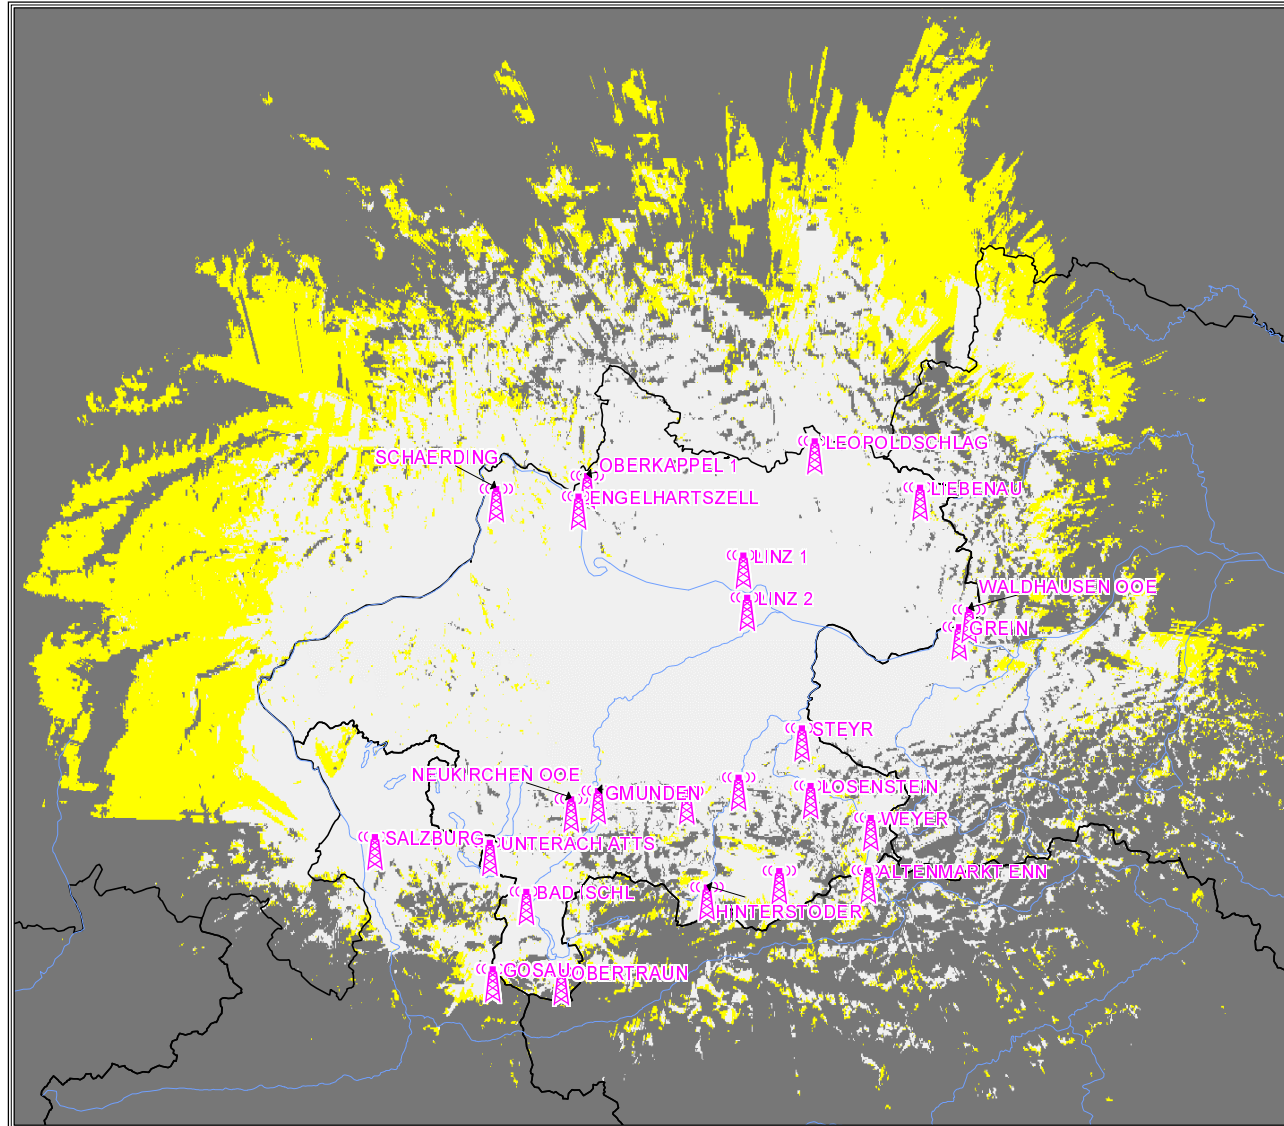 LEOPOLDSCHLAG
SCHAERDING
OBERKAPPEL 1
LIEBENAU
ENGELHARTSZELL
LINZ 1
WALDHAUSEN OOE
LINZ 2
GREIN
STEYR
NEUKIRCHEN OOE
GMUNDEN
LOSENSTEIN
WEYER
SALZBURG
UNTERACH ATTS
ALTENMARKT ENN
BAD ISCHL
HINTERSTODER
GOSAU
OBERTRAUN